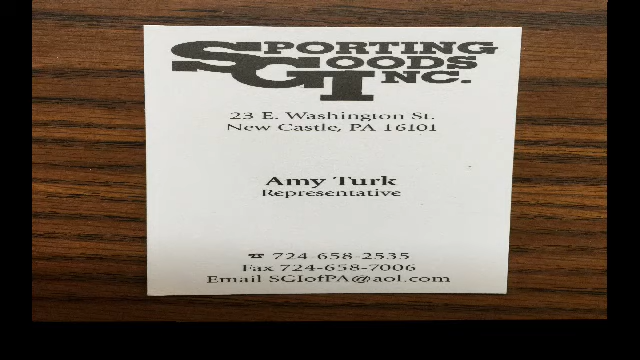 SPORTING
GOODS
INC.
23 E. Washington St.
New Castle, PA 16101
Amy Turk
Representative
☎ 724-658-2535
Fax 724-658-7006
Email SGIofPA@aol.com